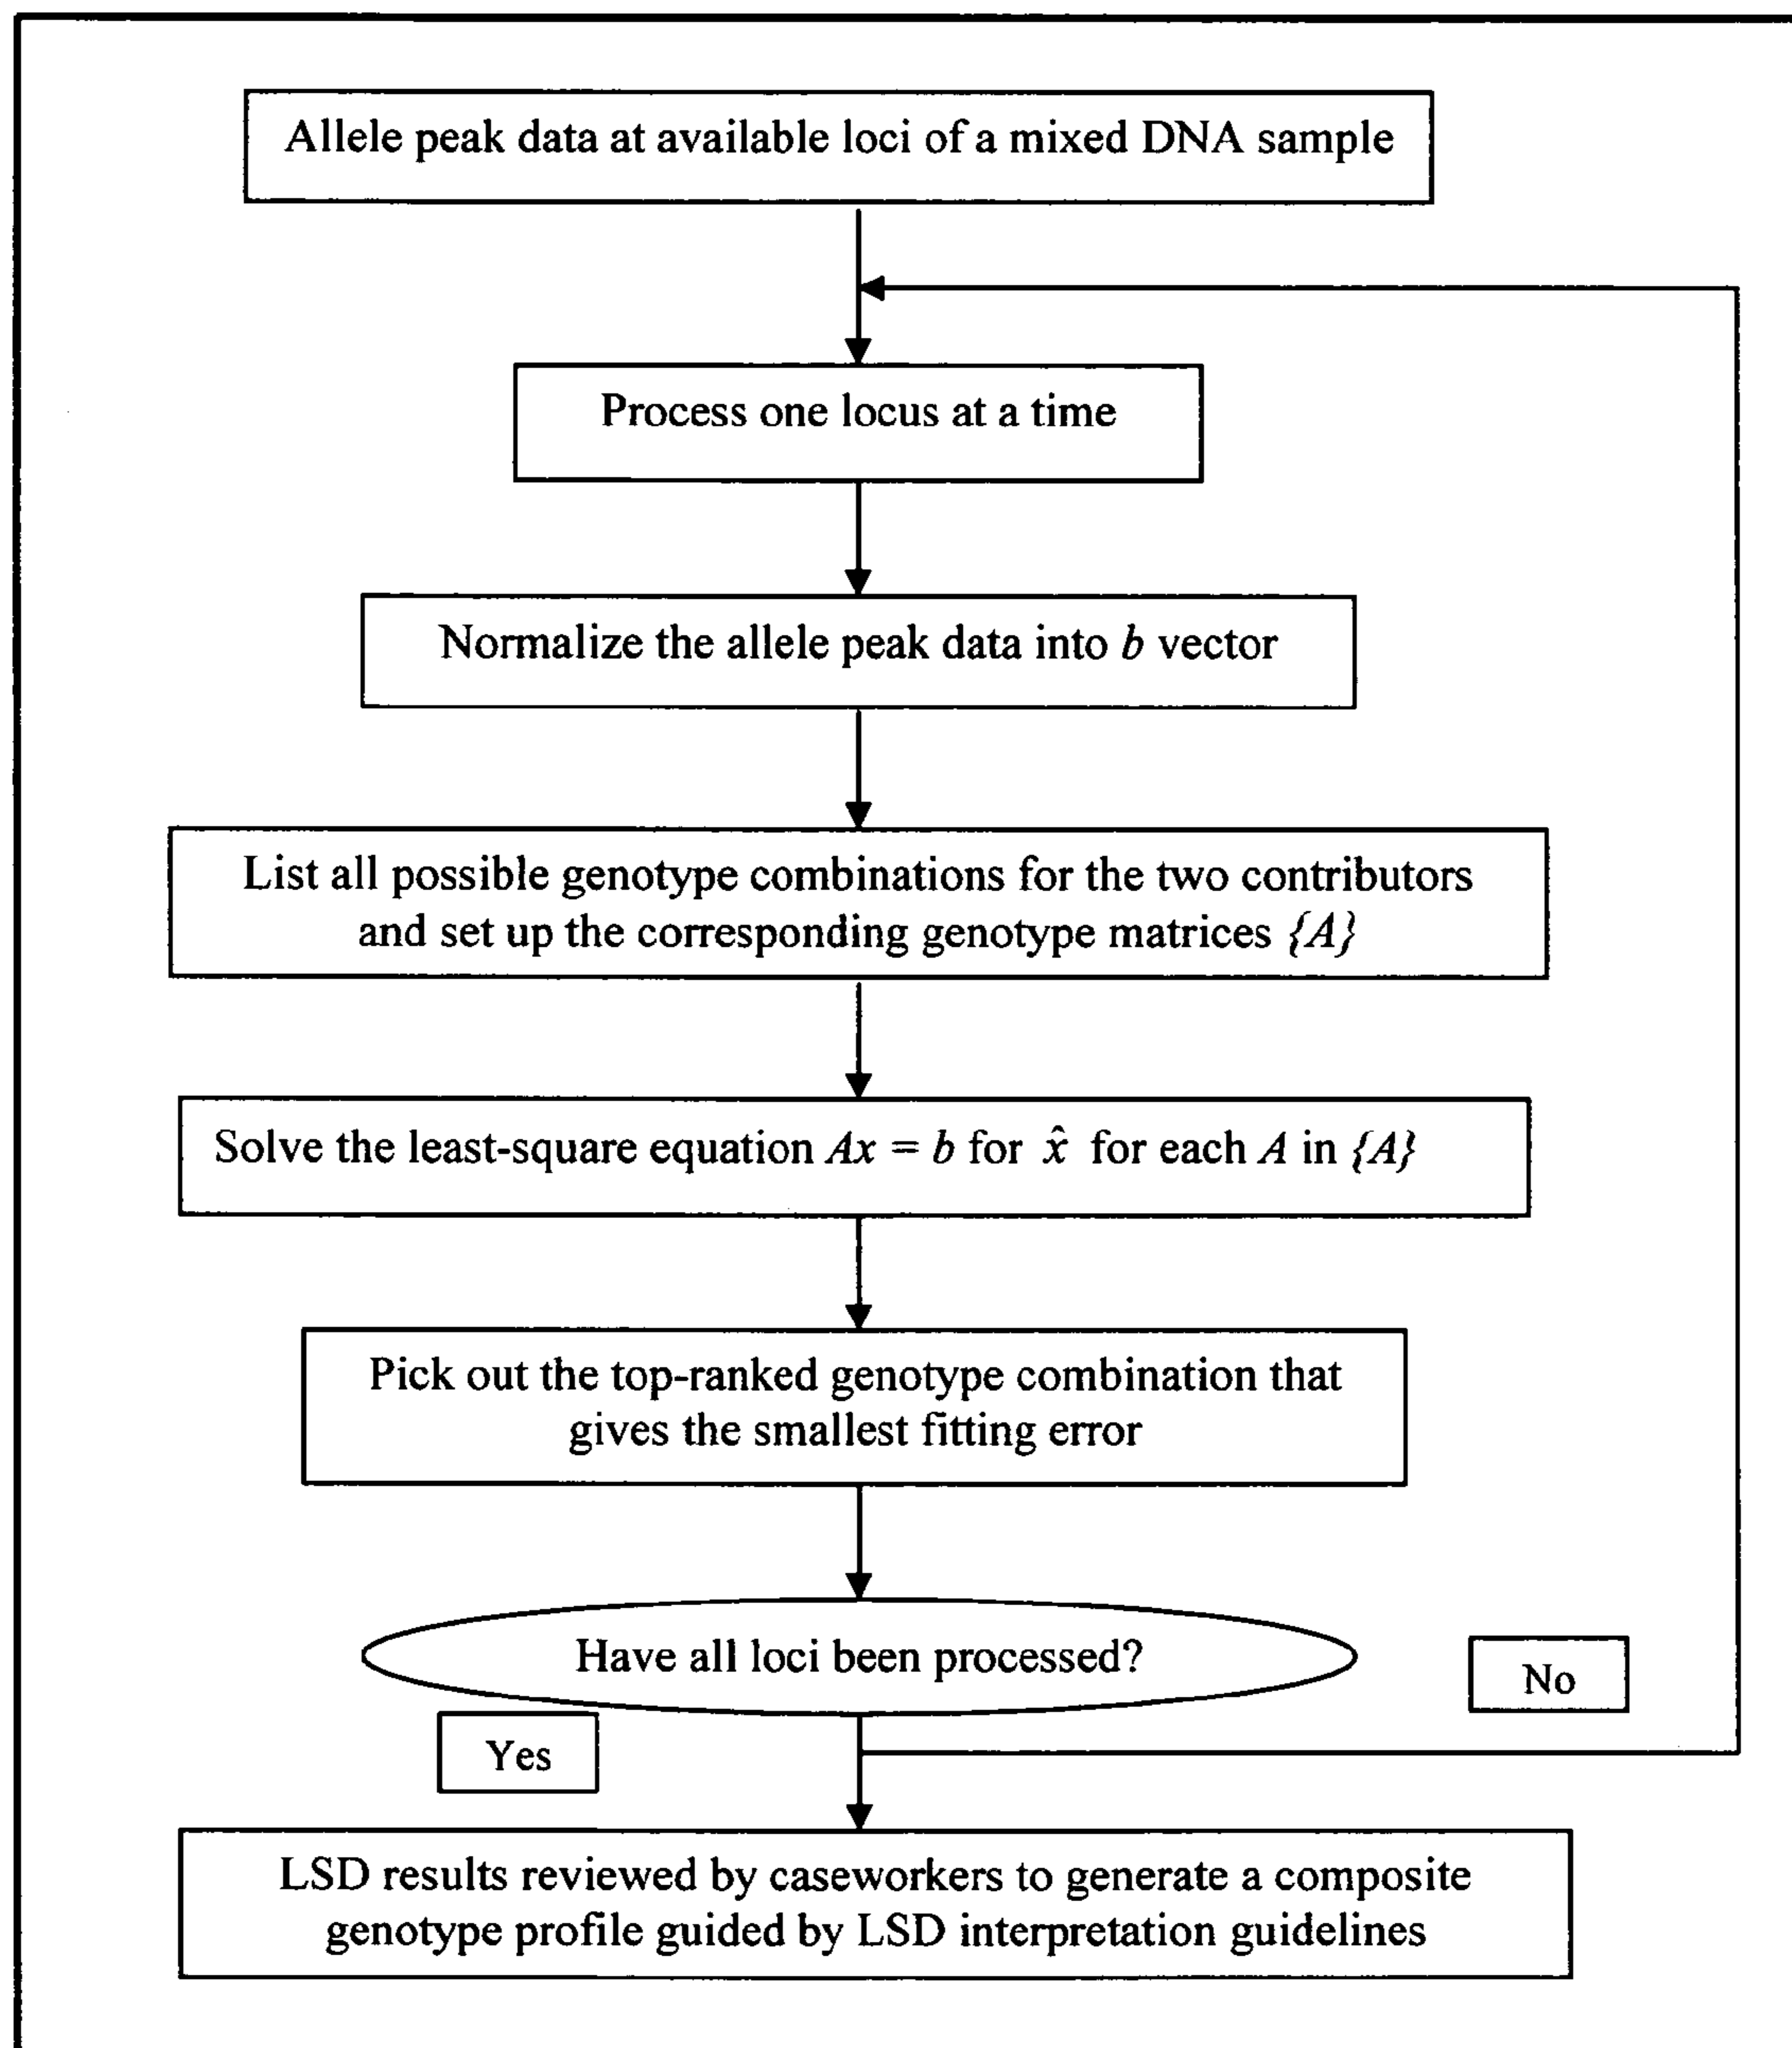 Allele peak data at available loci of a mixed DNA sample
Process one locus at a time
Normalize the allele peak data into b vector
List all possible genotype combinations for the two contributors
and set up the corresponding genotype matrices {A}
Solve the least-square equation Ax = b for x̂ for each A in {A}
Pick out the top-ranked genotype combination that
gives the smallest fitting error
Have all loci been processed?
No
Yes
LSD results reviewed by caseworkers to generate a composite
genotype profile guided by LSD interpretation guidelines